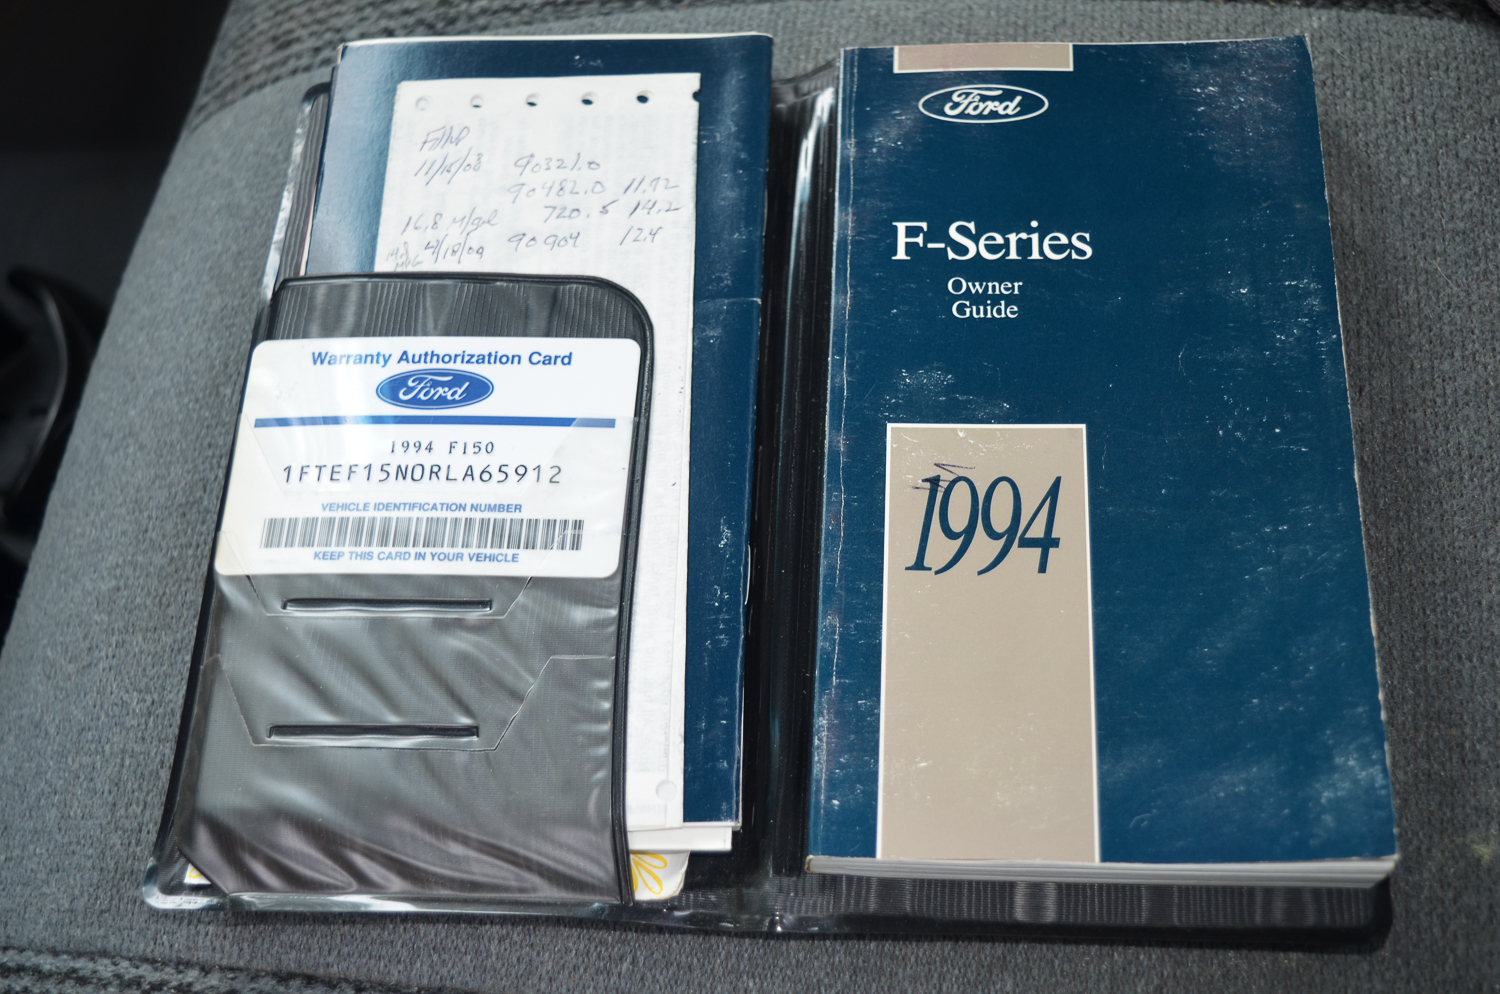 11/15/08 90321.0
90482.0 11.92
720.5 14.2
16.8 M/gal
4/18/09 90904 12.4
Warranty Authorization Card
Ford
1994 F150
1FTEF15N0RLA65912
VEHICLE IDENTIFICATION NUMBER
KEEP THIS CARD IN YOUR VEHICLE
Ford
F-Series
Owner
Guide
1994